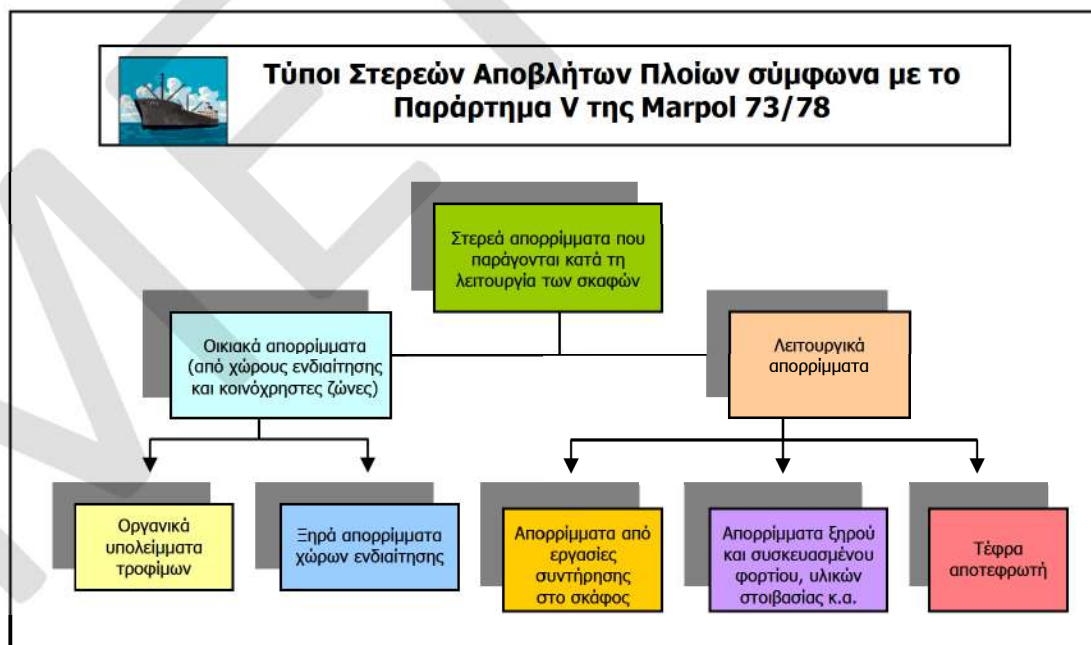 Τύποι Στερεών Αποβλήτων Πλοίων σύμφωνα με το
Παράρτημα V της Marpol 73/78
Στερεά απορρίμματα που
παράγονται κατά τη
λειτουργία των σκαφών
Οικιακά απορρίμματα
(από χώρους ενδιαίτησης
και κοινόχρηστες ζώνες)
Λειτουργικά
απορρίμματα
Οργανικά
υπολείμματα
τροφίμων
Ξηρά απορρίμματα
χώρων ενδιαίτησης
Απορρίμματα από
εργασίες
συντήρησης
στο σκάφος
Απορρίμματα ξηρού
και συσκευασμένου
φορτίου, υλικών
στοιβασίας κ.α.
Τέφρα
αποτεφρωτή